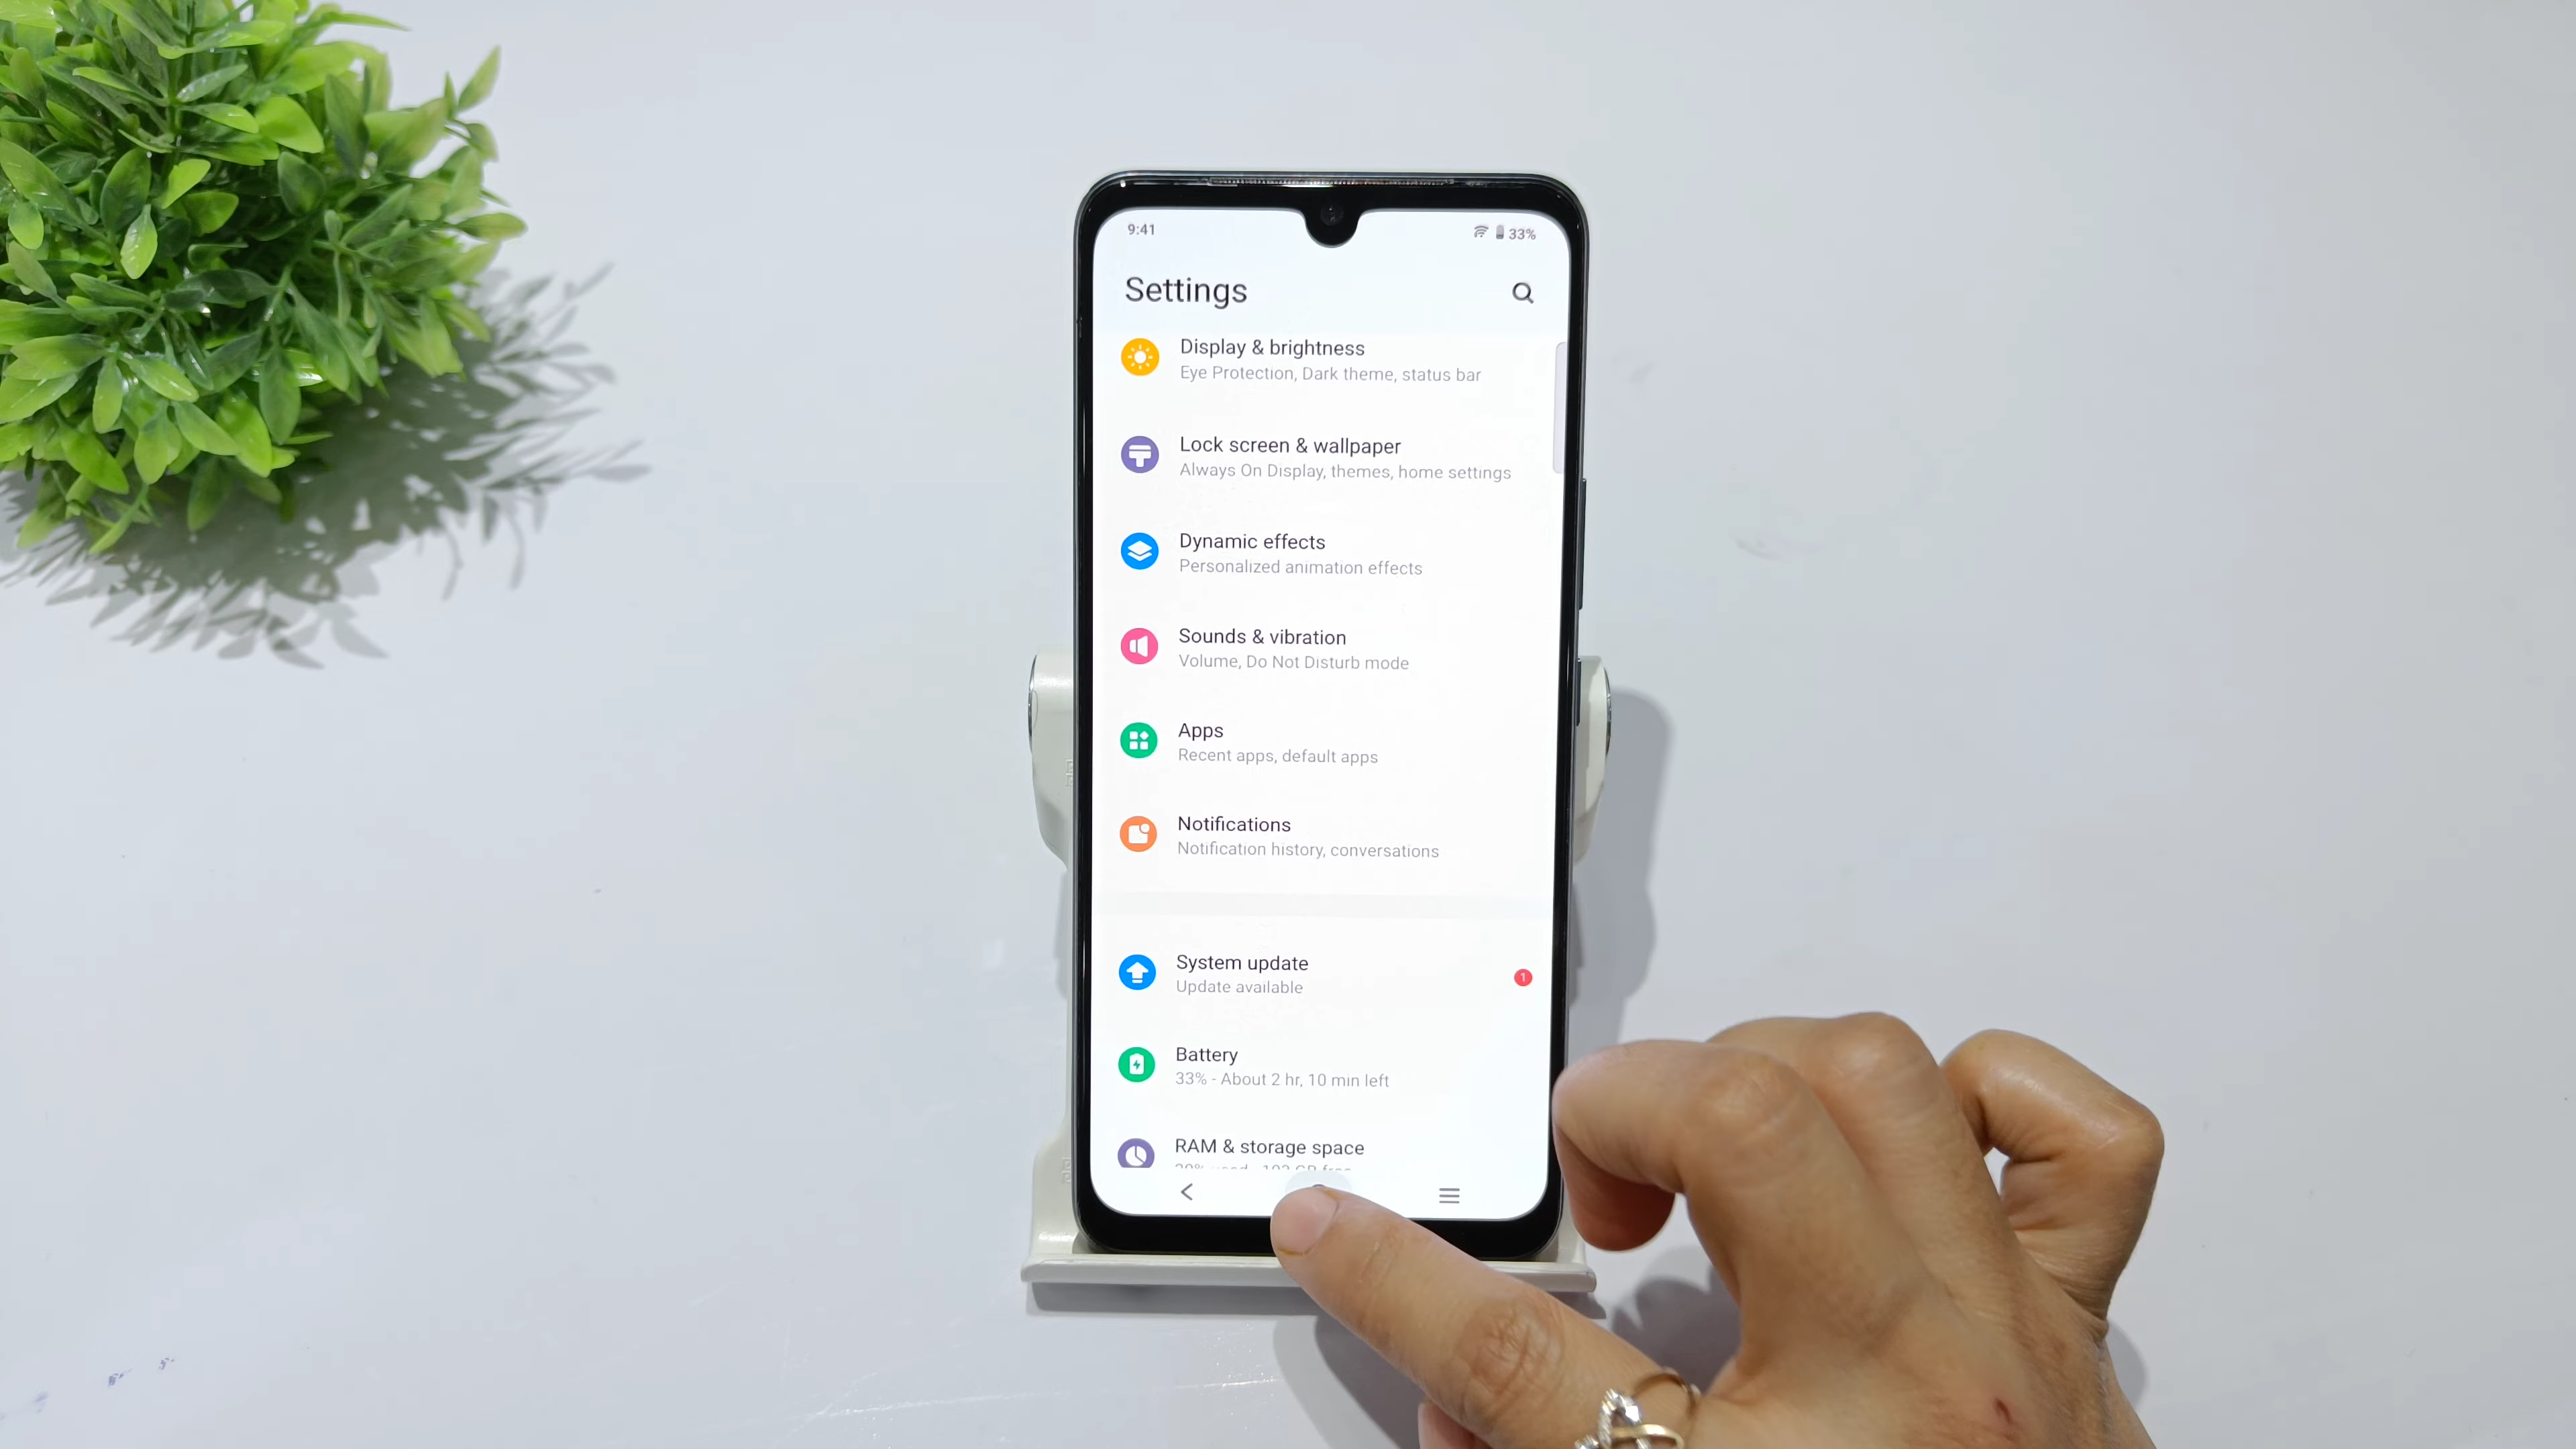 9:41
33%
Settings
Display & brightness
Eye Protection, Dark theme, status bar
Lock screen & wallpaper
Always On Display, themes, home settings
Dynamic effects
Personalized animation effects
Sounds & vibration
Volume, Do Not Disturb mode
Apps
Recent apps, default apps
Notifications
Notification history, conversations
System update
Update available
1
Battery
33% - About 2 hr, 10 min left
RAM & storage space